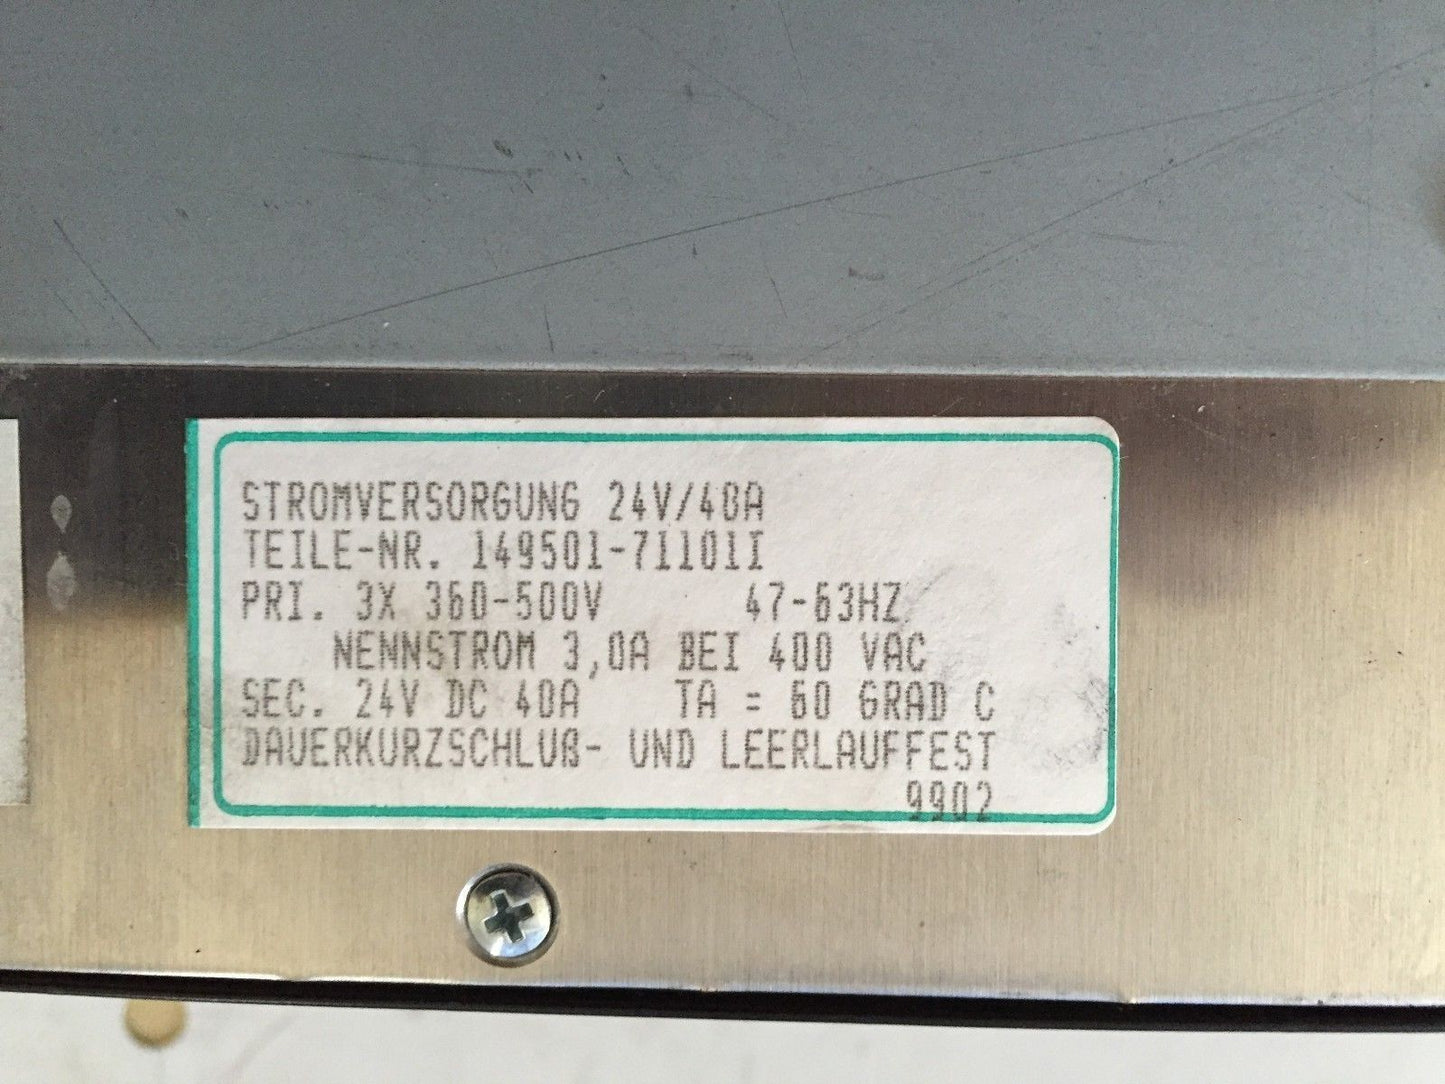 STROMVERSORGUNG 24V/40A
TEILE-NR. 149501-71101I
PRI. 3X 360-500V 47-63HZ
NENNSTROM 3,0A BEI 400 VAC
SEC. 24V DC 40A TA = 60 GRAD C
DAUERKURZSCHLUß- UND LEERLAUFFEST
9902